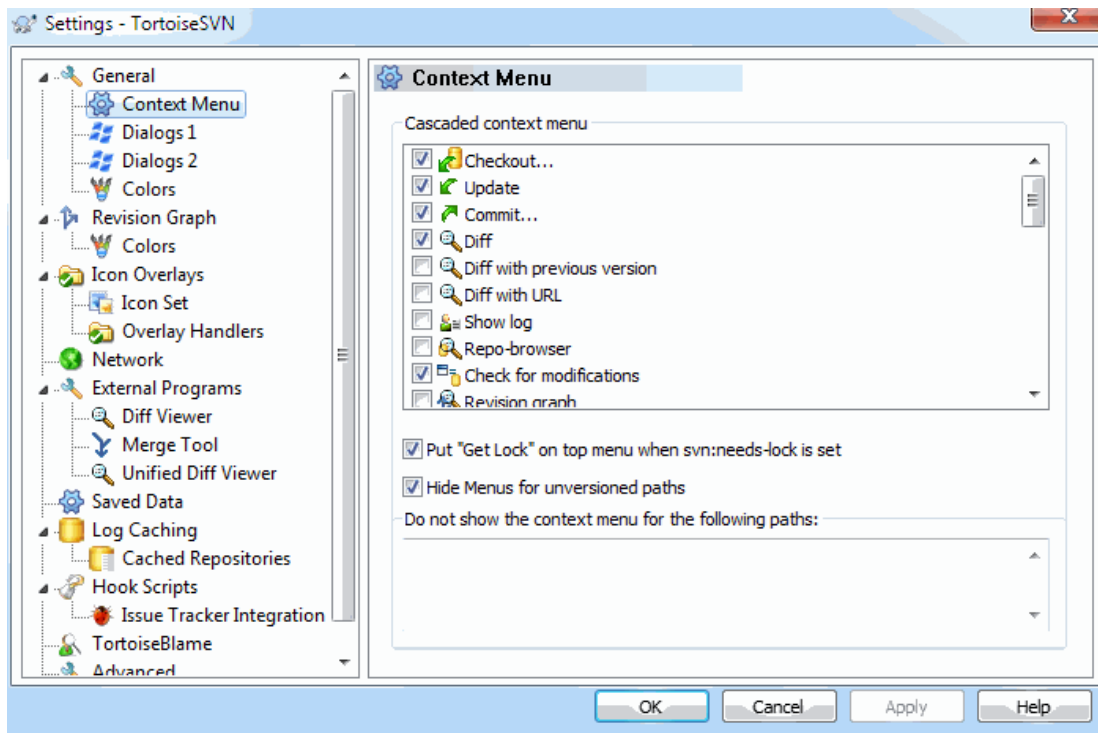 Settings - TortoiseSVN
General
Context Menu
Dialogs 1
Dialogs 2
Colors
Revision Graph
Colors
Icon Overlays
Icon Set
Overlay Handlers
Network
External Programs
Diff Viewer
Merge Tool
Unified Diff Viewer
Saved Data
Log Caching
Cached Repositories
Hook Scripts
Issue Tracker Integration
TortoiseBlame
Advanced
Context Menu
Cascaded context menu
Checkout...
Update
Commit...
Diff
Diff with previous version
Diff with URL
Show log
Repo-browser
Check for modifications
Revision graph
Put "Get Lock" on top menu when svn:needs-lock is set
Hide Menus for unversioned paths
Do not show the context menu for the following paths:
OK
Cancel
Apply
Help